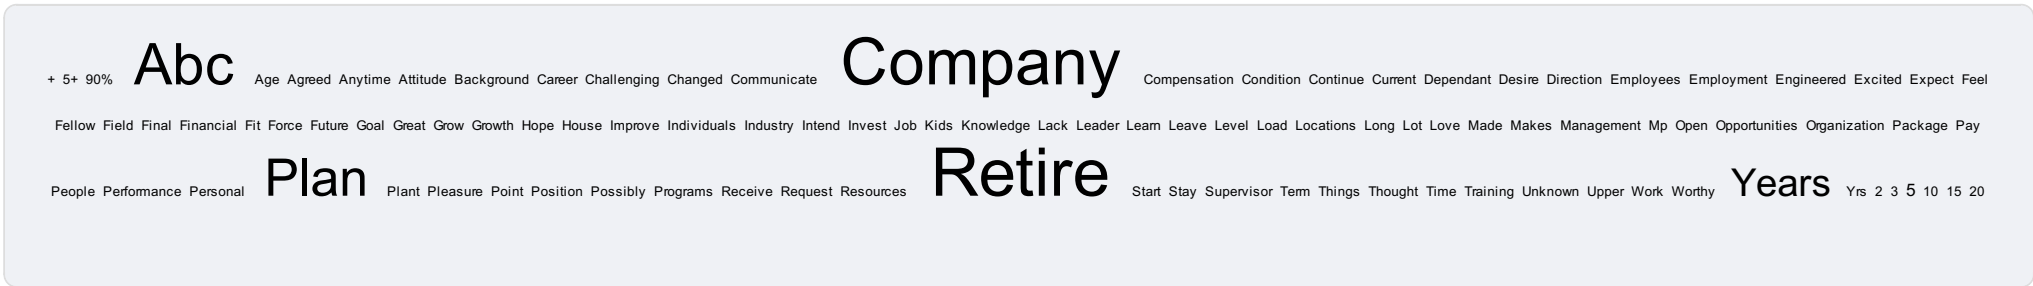 + 5+ 90% Abc Age Agreed Anytime Attitude Background Career Challenging Changed Communicate Company Compensation Condition Continue Current Dependant Desire Direction Employees Employment Engineered Excited Expect Feel
Fellow Field Final Financial Fit Force Future Goal Great Grow Growth Hope House Improve Individuals Industry Intend Invest Job Kids Knowledge Lack Leader Learn Leave Level Load Locations Long Lot Love Made Makes Management Mp Open Opportunities Organization Package Pay
People Performance Personal Plan Plant Pleasure Point Position Possibly Programs Receive Request Resources Retire Start Stay Supervisor Term Things Thought Time Training Unknown Upper Work Worthy Years Yrs 2 3 5 10 15 20